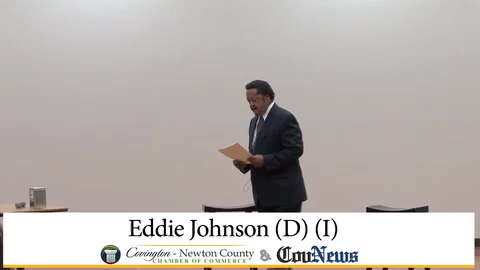 Eddie Johnson (D) (I)
Covington - Newton County & CovNews
CHAMBER OF COMMERCE